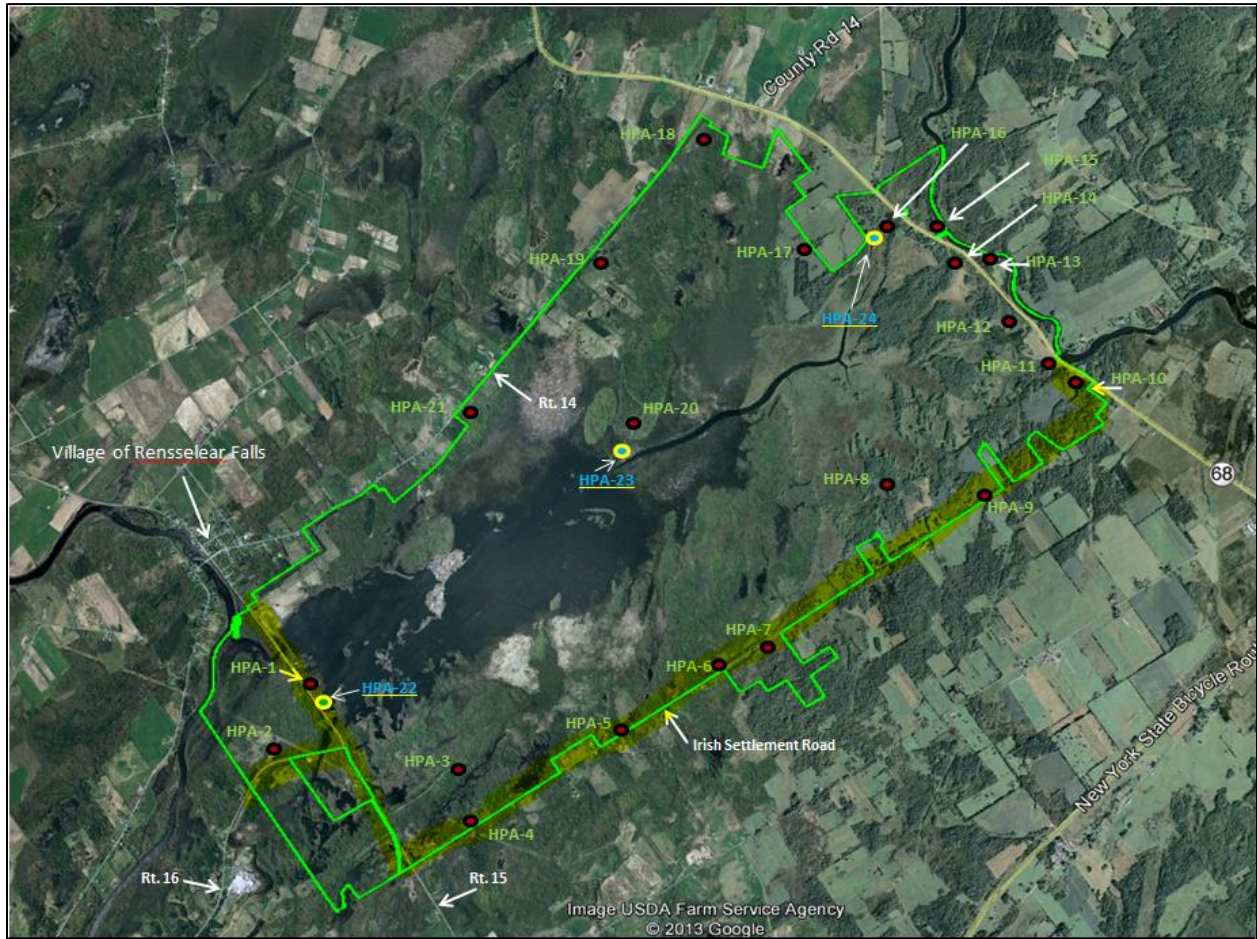 County Rd. 14
HPA-18
HPA-16
HPA-15
HPA-14
HPA-17
HPA-19
HPA-13
HPA-24
HPA-12
HPA-11
HPA-10
Rt. 14
HPA-21
HPA-20
Village of Rensselear Falls
HPA-23
HPA-8
68
HPA-9
HPA-7
HPA-1
HPA-6
HPA-22
HPA-2
HPA-5
Irish Settlement Road
HPA-3
New York State Bicycle Rou
HPA-4
Rt. 16
Rt. 15
Image USDA Farm Service Agency
© 2013 Google